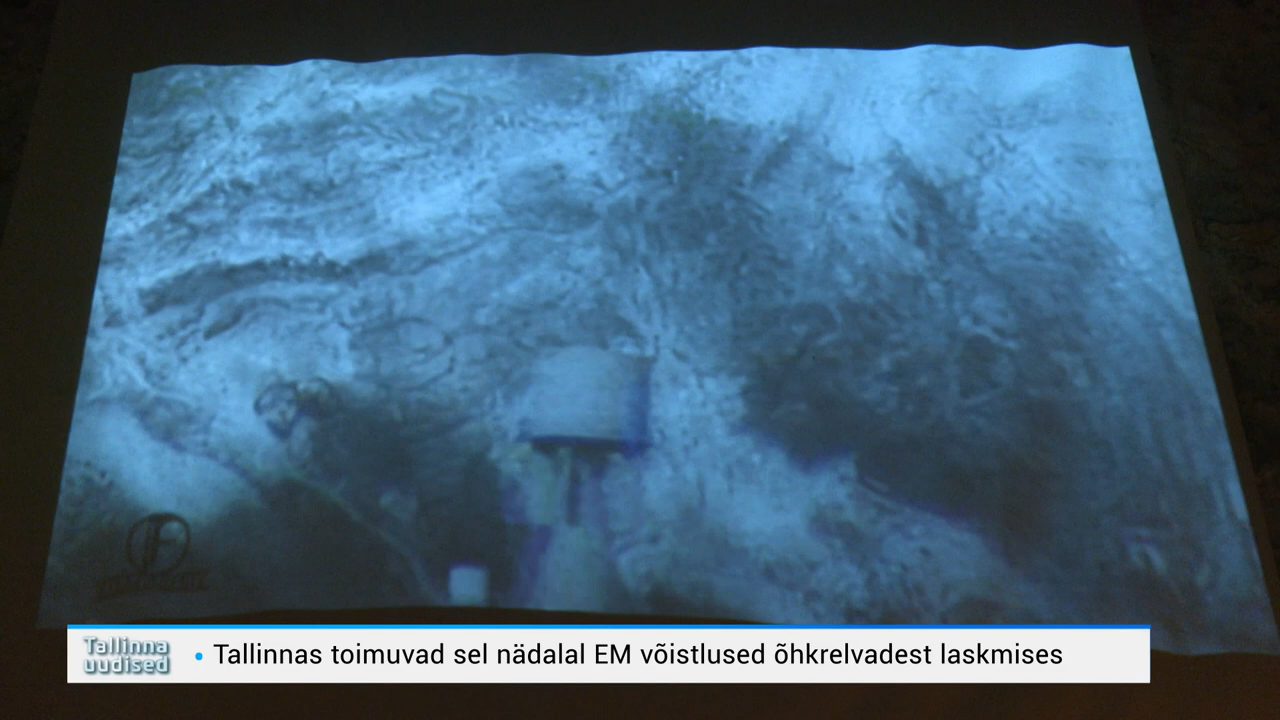 Tallinna
uudised
• Tallinnas toimuvad sel nädalal EM võistlused õhkrelvadest laskmises